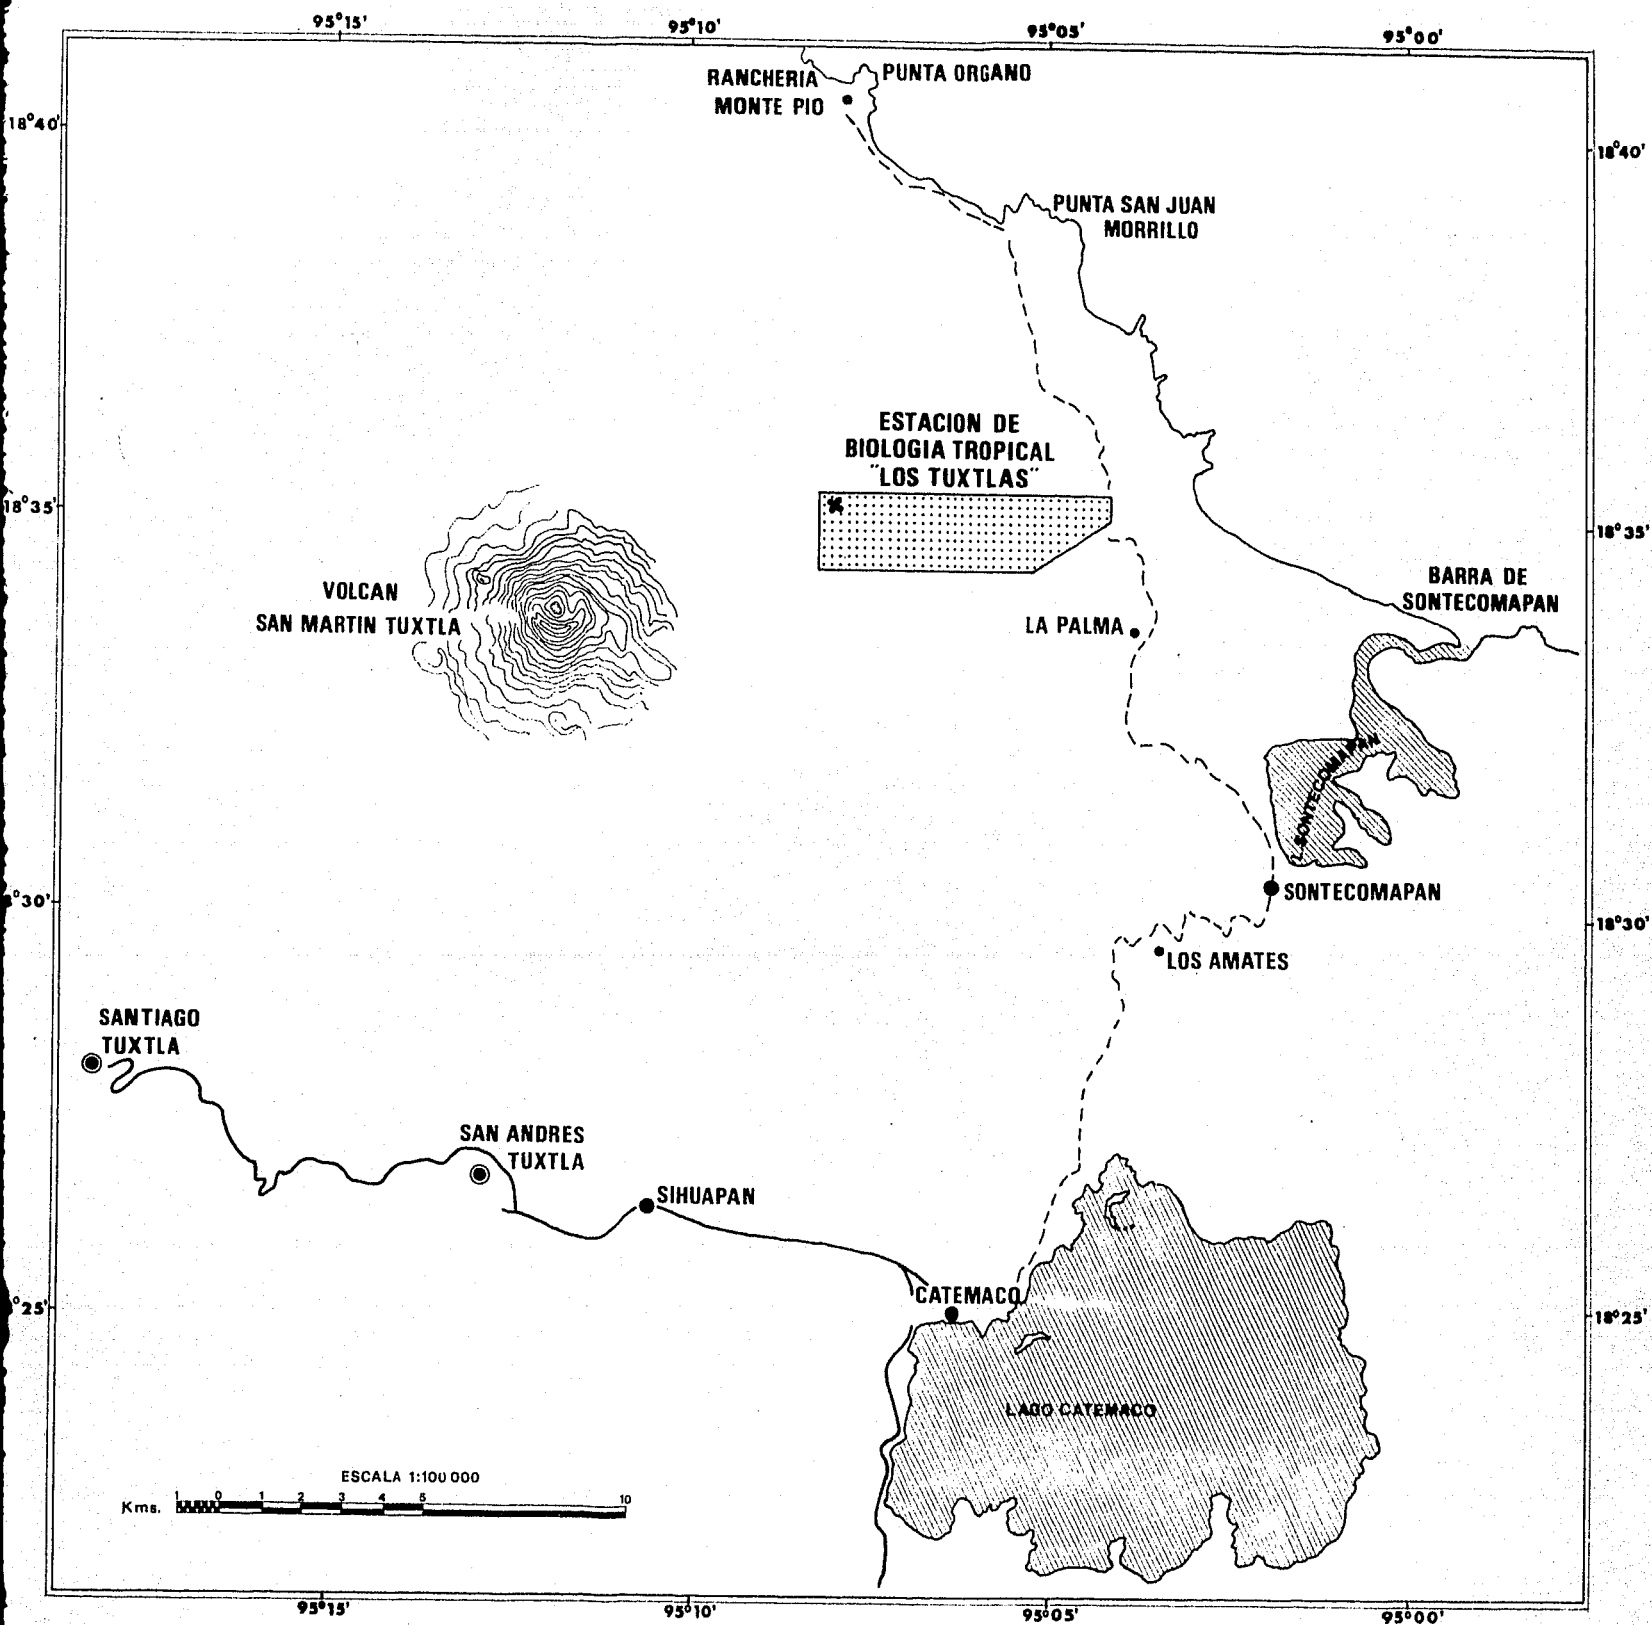 95°15'
95°10'
95°05'
95°00'
RANCHERIA
MONTE PIO
PUNTA ORGANO
18°40'
18°40'
PUNTA SAN JUAN
MORRILLO
ESTACION DE
BIOLOGIA TROPICAL
"LOS TUXTLAS"
18°35'
18°35'
VOLCAN
SAN MARTIN TUXTLA
BARRA DE
SONTECOMAPAN
LA PALMA
L. SONTECOMAPAN
SONTECOMAPAN
8°30'
18°30'
LOS AMATES
SANTIAGO
TUXTLA
SAN ANDRES
TUXTLA
SIHUAPAN
CATEMACO
8°25'
18°25'
LAGO CATEMACO
ESCALA 1:100 000
Kms. 1 0 1 2 3 4 5 10
95°15'
95°10'
95°05'
95°00'